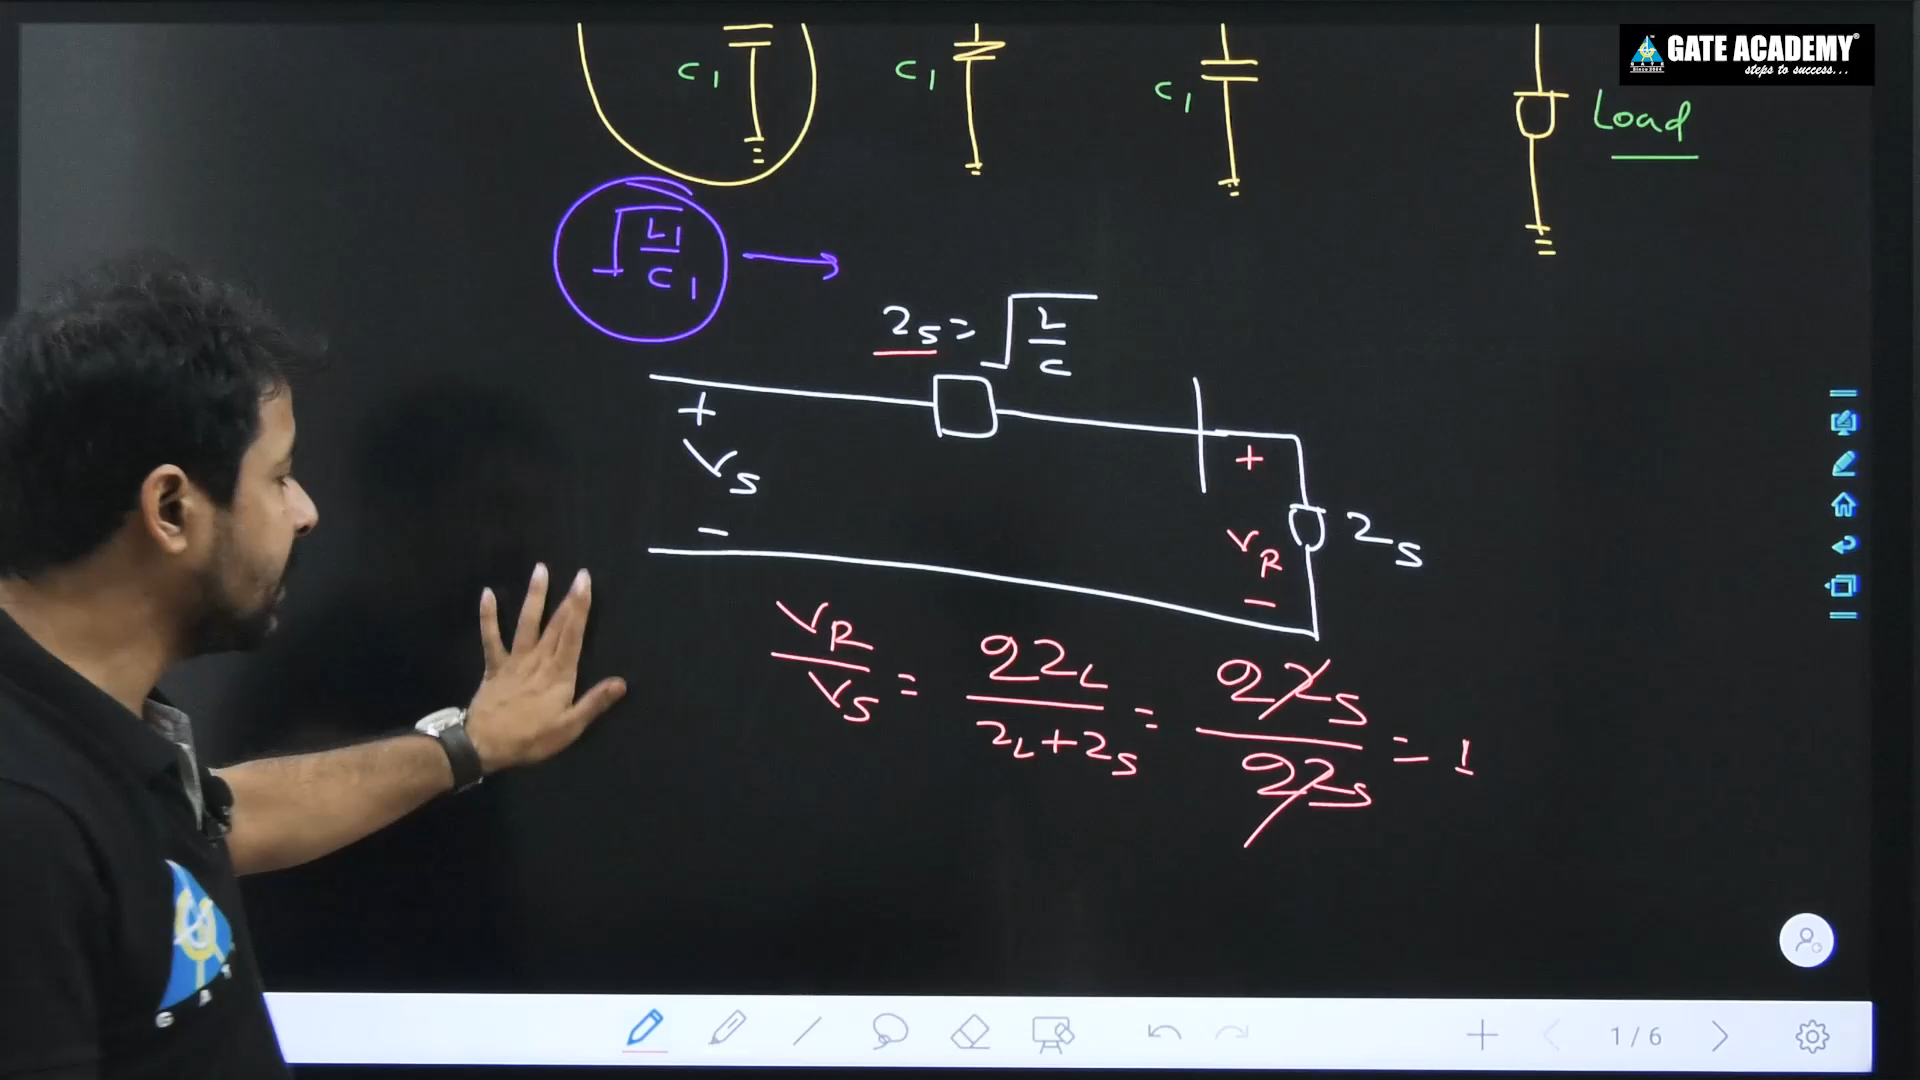 GATE ACADEMY
steps to success...
C1 C1 C1 Load
√(L1/C1) →
Zs = √(L/C)
+
Vs
-
+
VR
-
Zs
VR/Vs = 2ZL/(ZL+Zs) = 2Zs/2Zs = 1
1 / 6